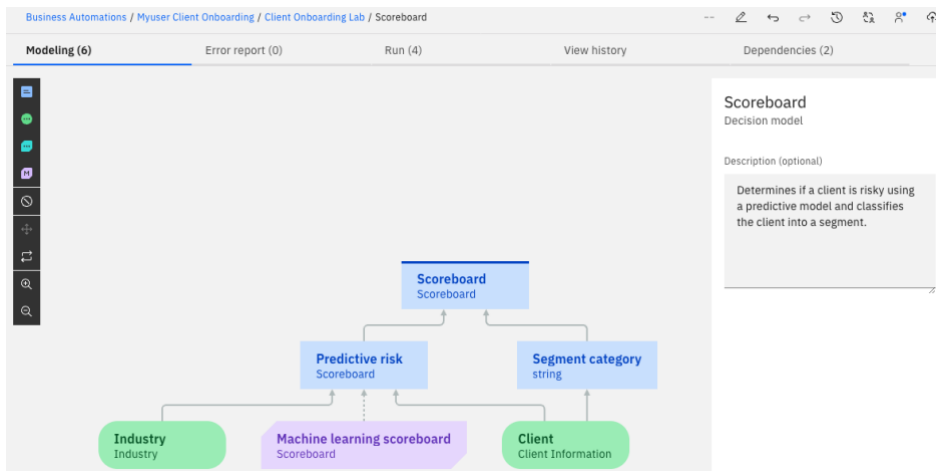 Business Automations / Myuser Client Onboarding / Client Onboarding Lab / Scoreboard
--
Modeling (6)
Error report (0)
Run (4)
View history
Dependencies (2)
Scoreboard
Decision model
Description (optional)
Determines if a client is risky using
a predictive model and classifies
the client into a segment.
Scoreboard
Scoreboard
Predictive risk
Scoreboard
Segment category
string
Industry
Industry
Machine learning scoreboard
Scoreboard
Client
Client Information